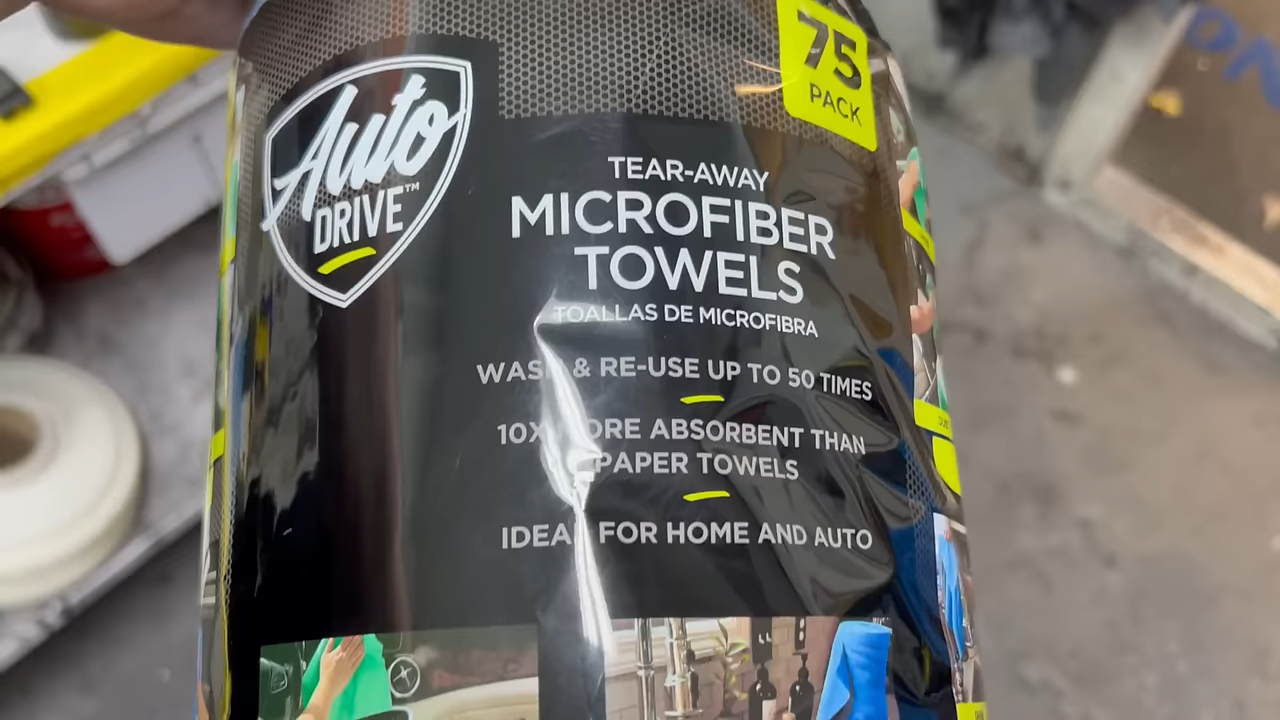 75
PACK
Auto
DRIVE™
TEAR-AWAY
MICROFIBER
TOWELS
TOALLAS DE MICROFIBRA
WASH & RE-USE UP TO 50 TIMES
10X MORE ABSORBENT THAN
PAPER TOWELS
IDEAL FOR HOME AND AUTO